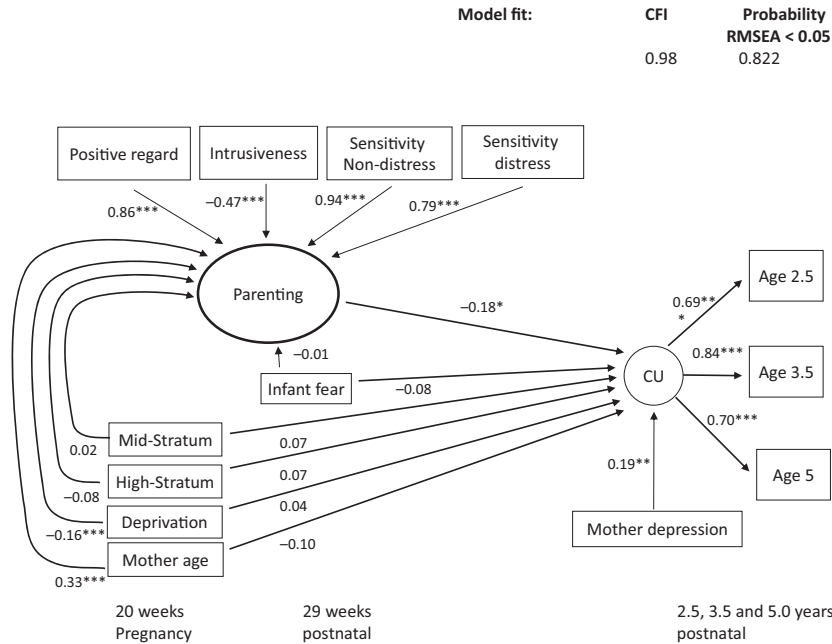 Model fit:
CFI
Probability
RMSEA < 0.05
0.98
0.822
Positive regard
Intrusiveness
Sensitivity
Non-distress
Sensitivity
distress
0.86***
−0.47***
0.94***
0.79***
Parenting
−0.18*
−0.01
Infant fear
−0.08
CU
0.69**
*
Age 2.5
0.84***
Age 3.5
0.70***
Age 5
Mid-Stratum
0.02
0.07
High-Stratum
−0.08
0.07
Deprivation
−0.16***
0.04
Mother age
0.33***
−0.10
0.19**
Mother depression
20 weeks
Pregnancy
29 weeks
postnatal
2.5, 3.5 and 5.0 years
postnatal